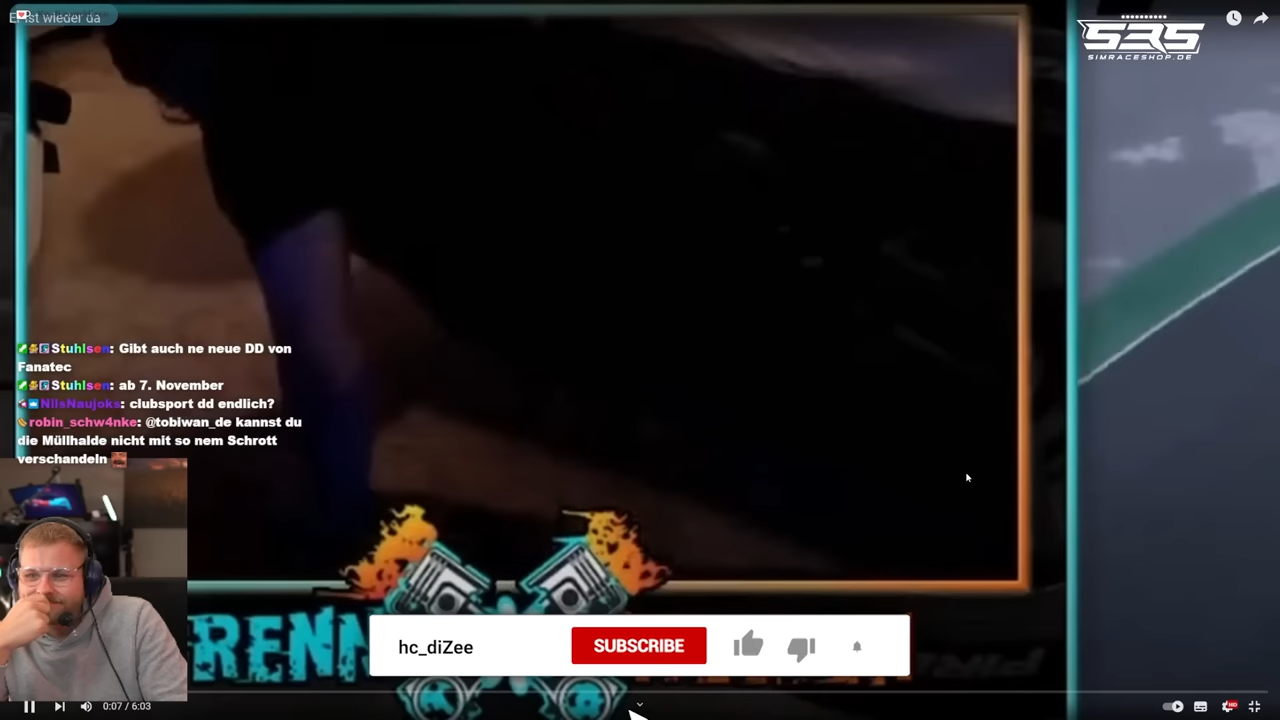 Er ist wieder da
SRS
SIMRACESHOP.DE
Stuhlsen: Gibt auch ne neue DD von
Fanatec
Stuhlsen: ab 7. November
NilsNaujoks: clubsport dd endlich?
robin_schw4nke: @tobiwan_de kannst du
die Müllhalde nicht mit so nem Schrott
verschandeln
RENN
hc_diZee
SUBSCRIBE
0:07 / 6:03
HD